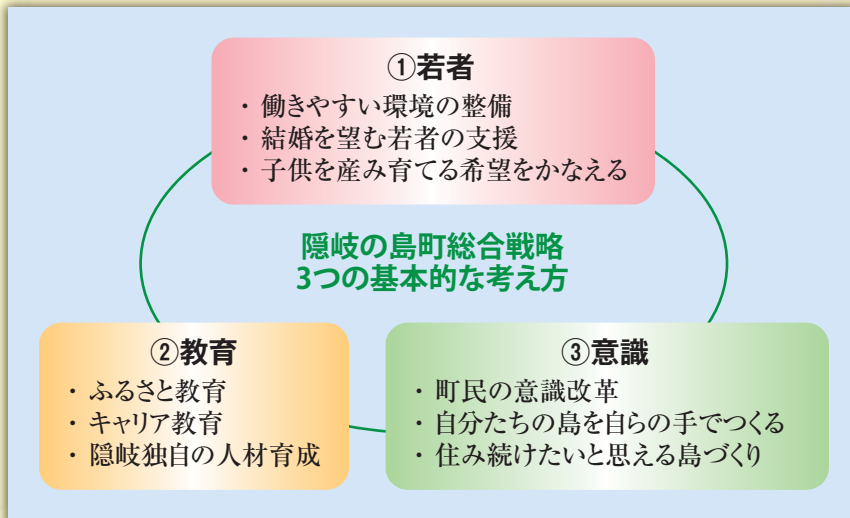 ①若者
・働きやすい環境の整備
・結婚を望む若者の支援
・子供を産み育てる希望をかなえる
隠岐の島町総合戦略
3つの基本的な考え方
②教育
・ふるさと教育
・キャリア教育
・隠岐独自の人材育成
③意識
・町民の意識改革
・自分たちの島を自らの手でつくる
・住み続けたいと思える島づくり